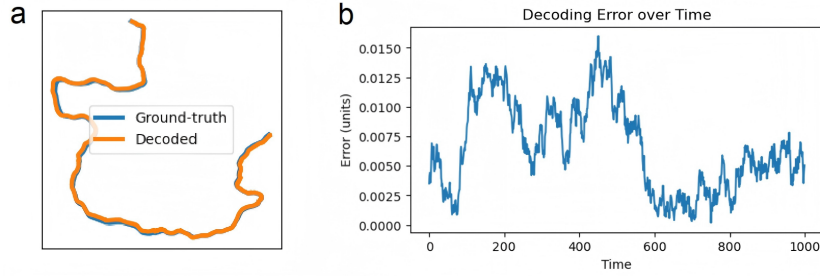 a
Ground-truth
Decoded
b
Decoding Error over Time
Error (units)
0.0150
0.0125
0.0100
0.0075
0.0050
0.0025
0.0000
0 200 400 600 800 1000
Time